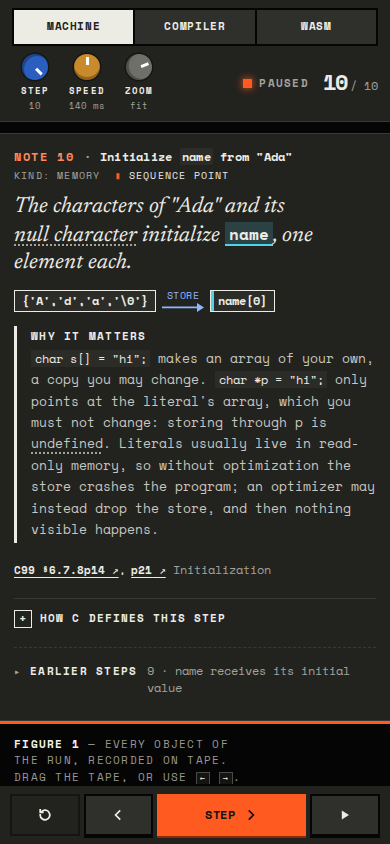 MACHINE COMPILER WASM
STEP SPEED ZOOM
10 140 ms fit
PAUSED 10 / 10
NOTE 10 · Initialize name from "Ada"
KIND: MEMORY SEQUENCE POINT
The characters of "Ada" and its
null character initialize name, one
element each.
{'A','d','a','\0'} STORE name[0]
WHY IT MATTERS
char s[] = "hi"; makes an array of your own,
a copy you may change. char *p = "hi"; only
points at the literal's array, which you
must not change: storing through p is
undefined. Literals usually live in read-
only memory, so without optimization the
store crashes the program; an optimizer may
instead drop the store, and then nothing
visible happens.
C99 §6.7.8p14 ↗, p21 ↗ Initialization
+ HOW C DEFINES THIS STEP
▸ EARLIER STEPS 9 · name receives its initial
value
FIGURE 1 — EVERY OBJECT OF
THE RUN, RECORDED ON TAPE.
DRAG THE TAPE, OR USE ← →.
STEP